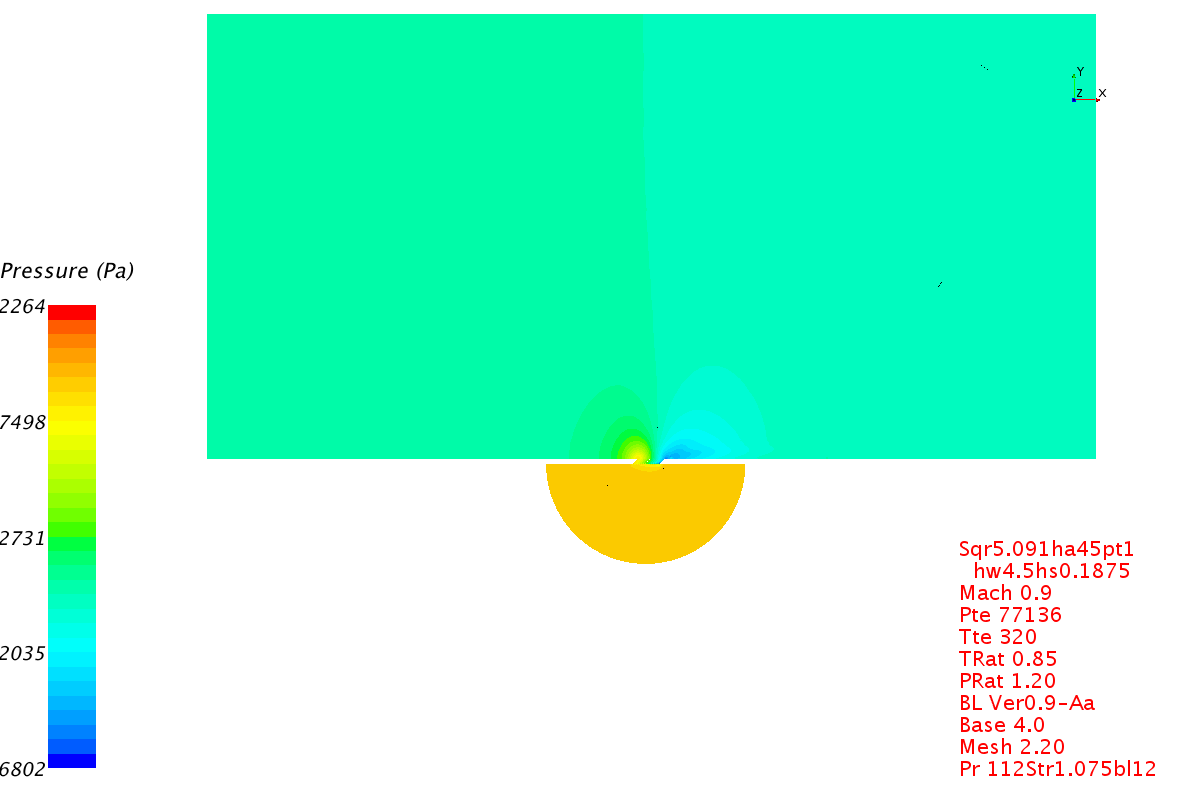 Y
Z X
Pressure (Pa)
2264
7498
2731
2035
6802
Sqr5.091ha45pt1
hw4.5hs0.1875
Mach 0.9
Pte 77136
Tte 320
TRat 0.85
PRat 1.20
BL Ver0.9-Aa
Base 4.0
Mesh 2.20
Pr 112Str1.075bl12